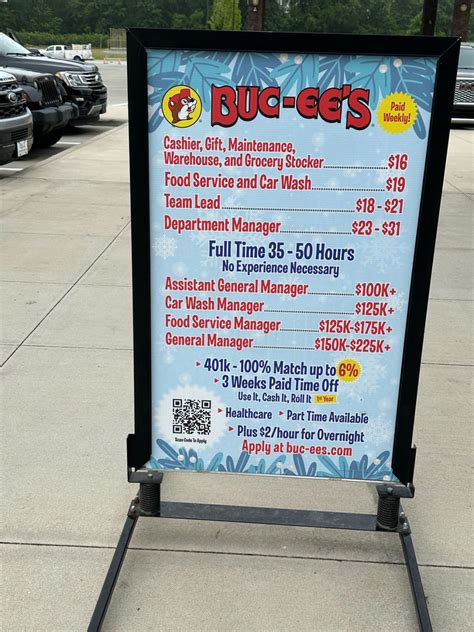 BUC-EE'S
Paid Weekly!
Cashier, Gift, Maintenance,
Warehouse, and Grocery Stocker $16
Food Service and Car Wash $19
Team Lead $18 - $21
Department Manager $23 - $31
Full Time 35 - 50 Hours
No Experience Necessary
Assistant General Manager $100K+
Car Wash Manager $125K+
Food Service Manager $125K-$175K+
General Manager $150K-$225K+
401k - 100% Match up to 6%
3 Weeks Paid Time Off
Use It, Cash It, Roll It 1st Year
Healthcare • Part Time Available
Plus $2/hour for Overnight
Scan Code To Apply
Apply at buc-ees.com